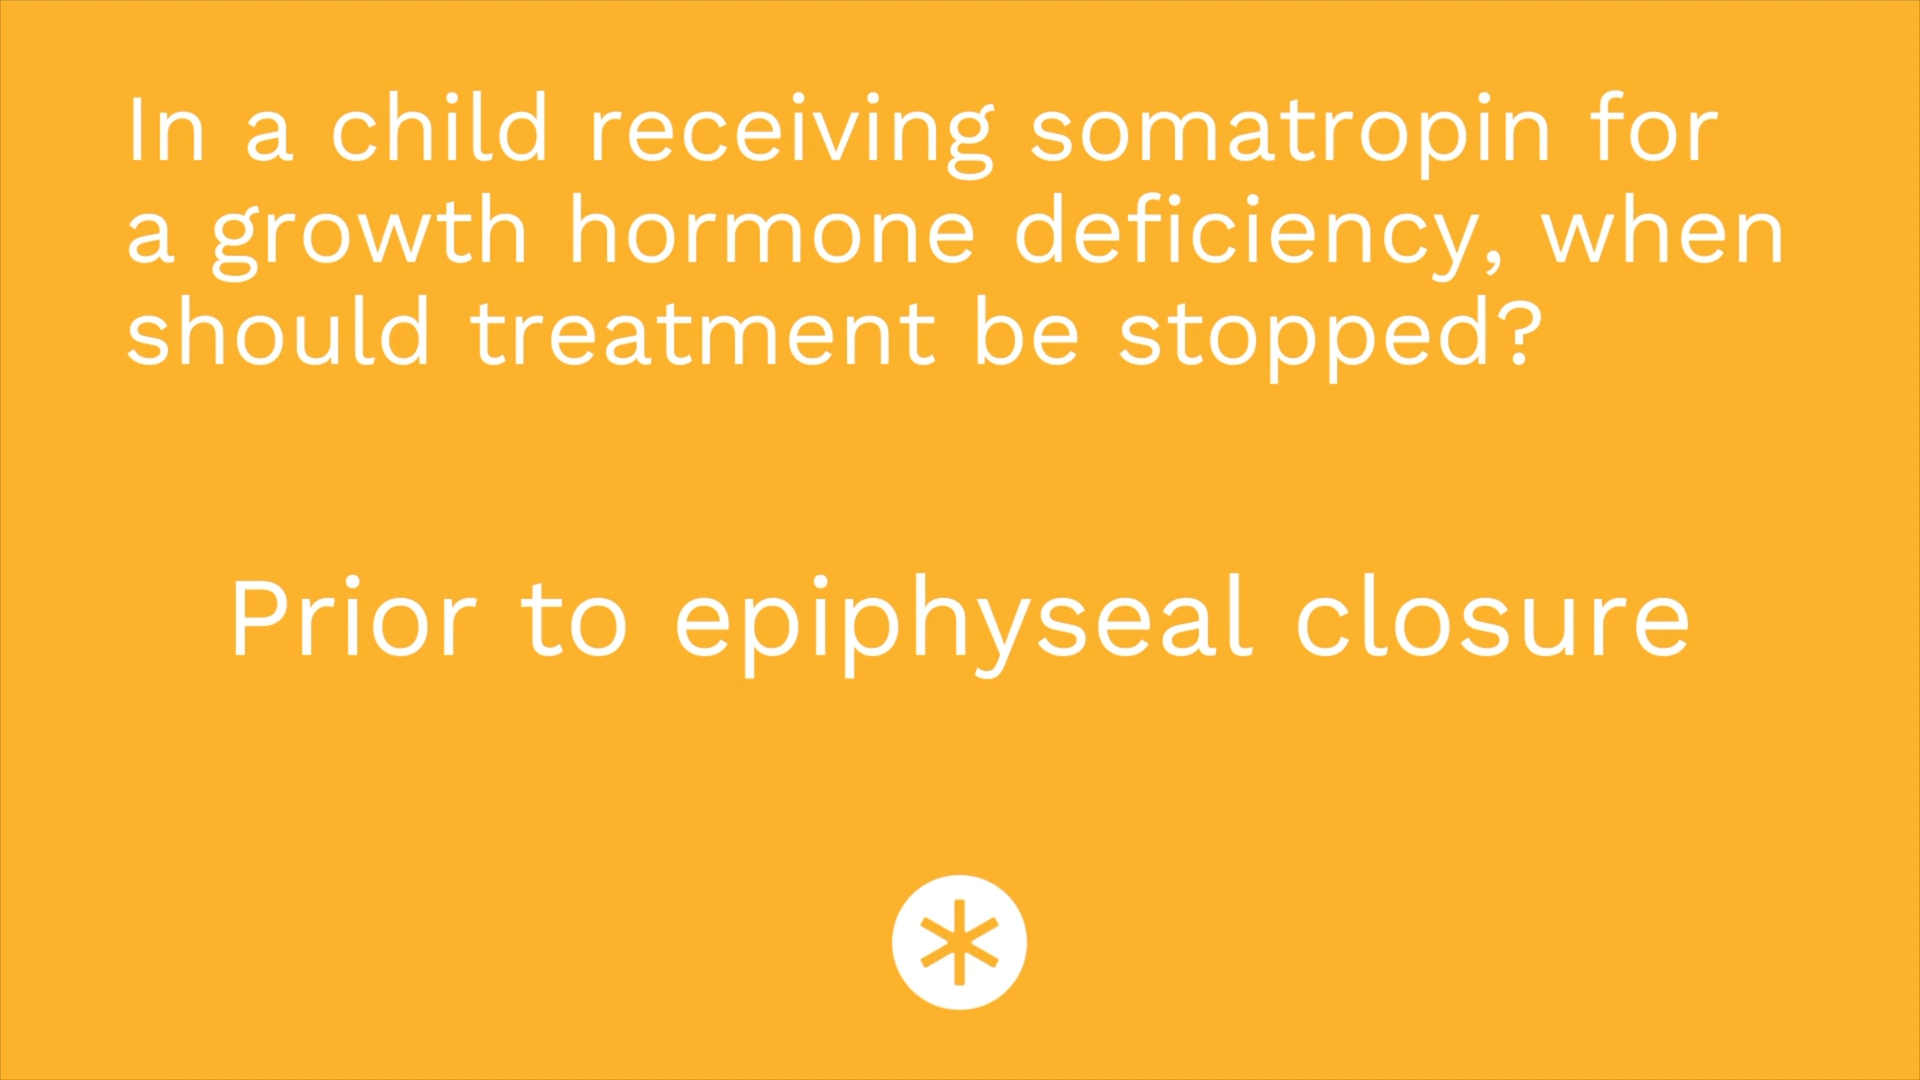 In a child receiving somatropin for
a growth hormone deficiency, when
should treatment be stopped?
Prior to epiphyseal closure